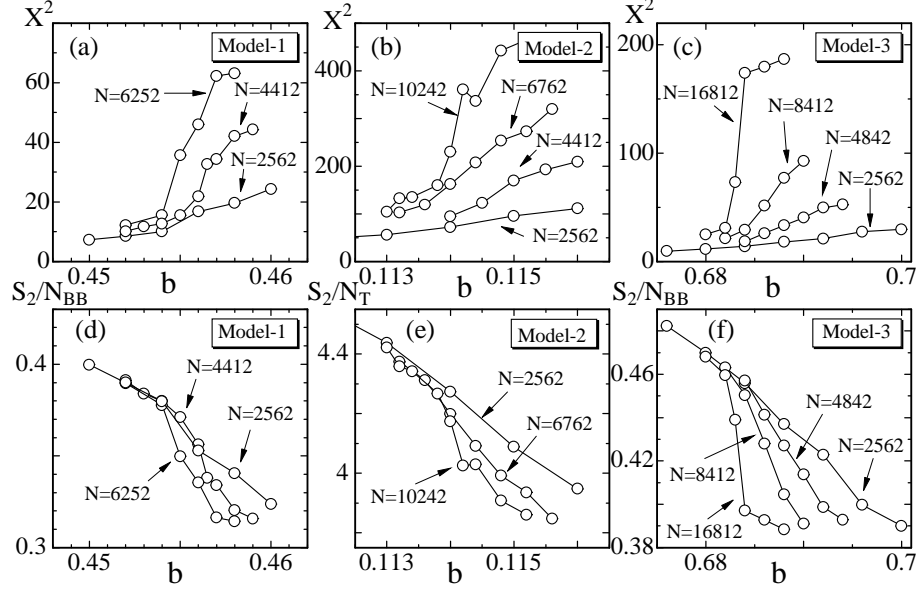 X²
(a)
Model-1
80
60
40
20
0
N=6252
N=4412
N=2562
0.45
b
0.46
X²
(b)
Model-2
400
200
0
N=10242
N=6762
N=4412
N=2562
0.113
b
0.115
X²
(c)
Model-3
200
100
0
N=16812
N=8412
N=4842
N=2562
0.68
b
0.7
S₂/N_BB
(d)
Model-1
0.4
0.3
N=4412
N=2562
N=6252
0.45
b
0.46
S₂/N_T
(e)
Model-2
4.4
4
N=2562
N=6762
N=10242
0.113
b
0.115
S₂/N_BB
(f)
Model-3
0.46
0.42
0.38
N=4842
N=2562
N=8412
N=16812
0.68
b
0.7